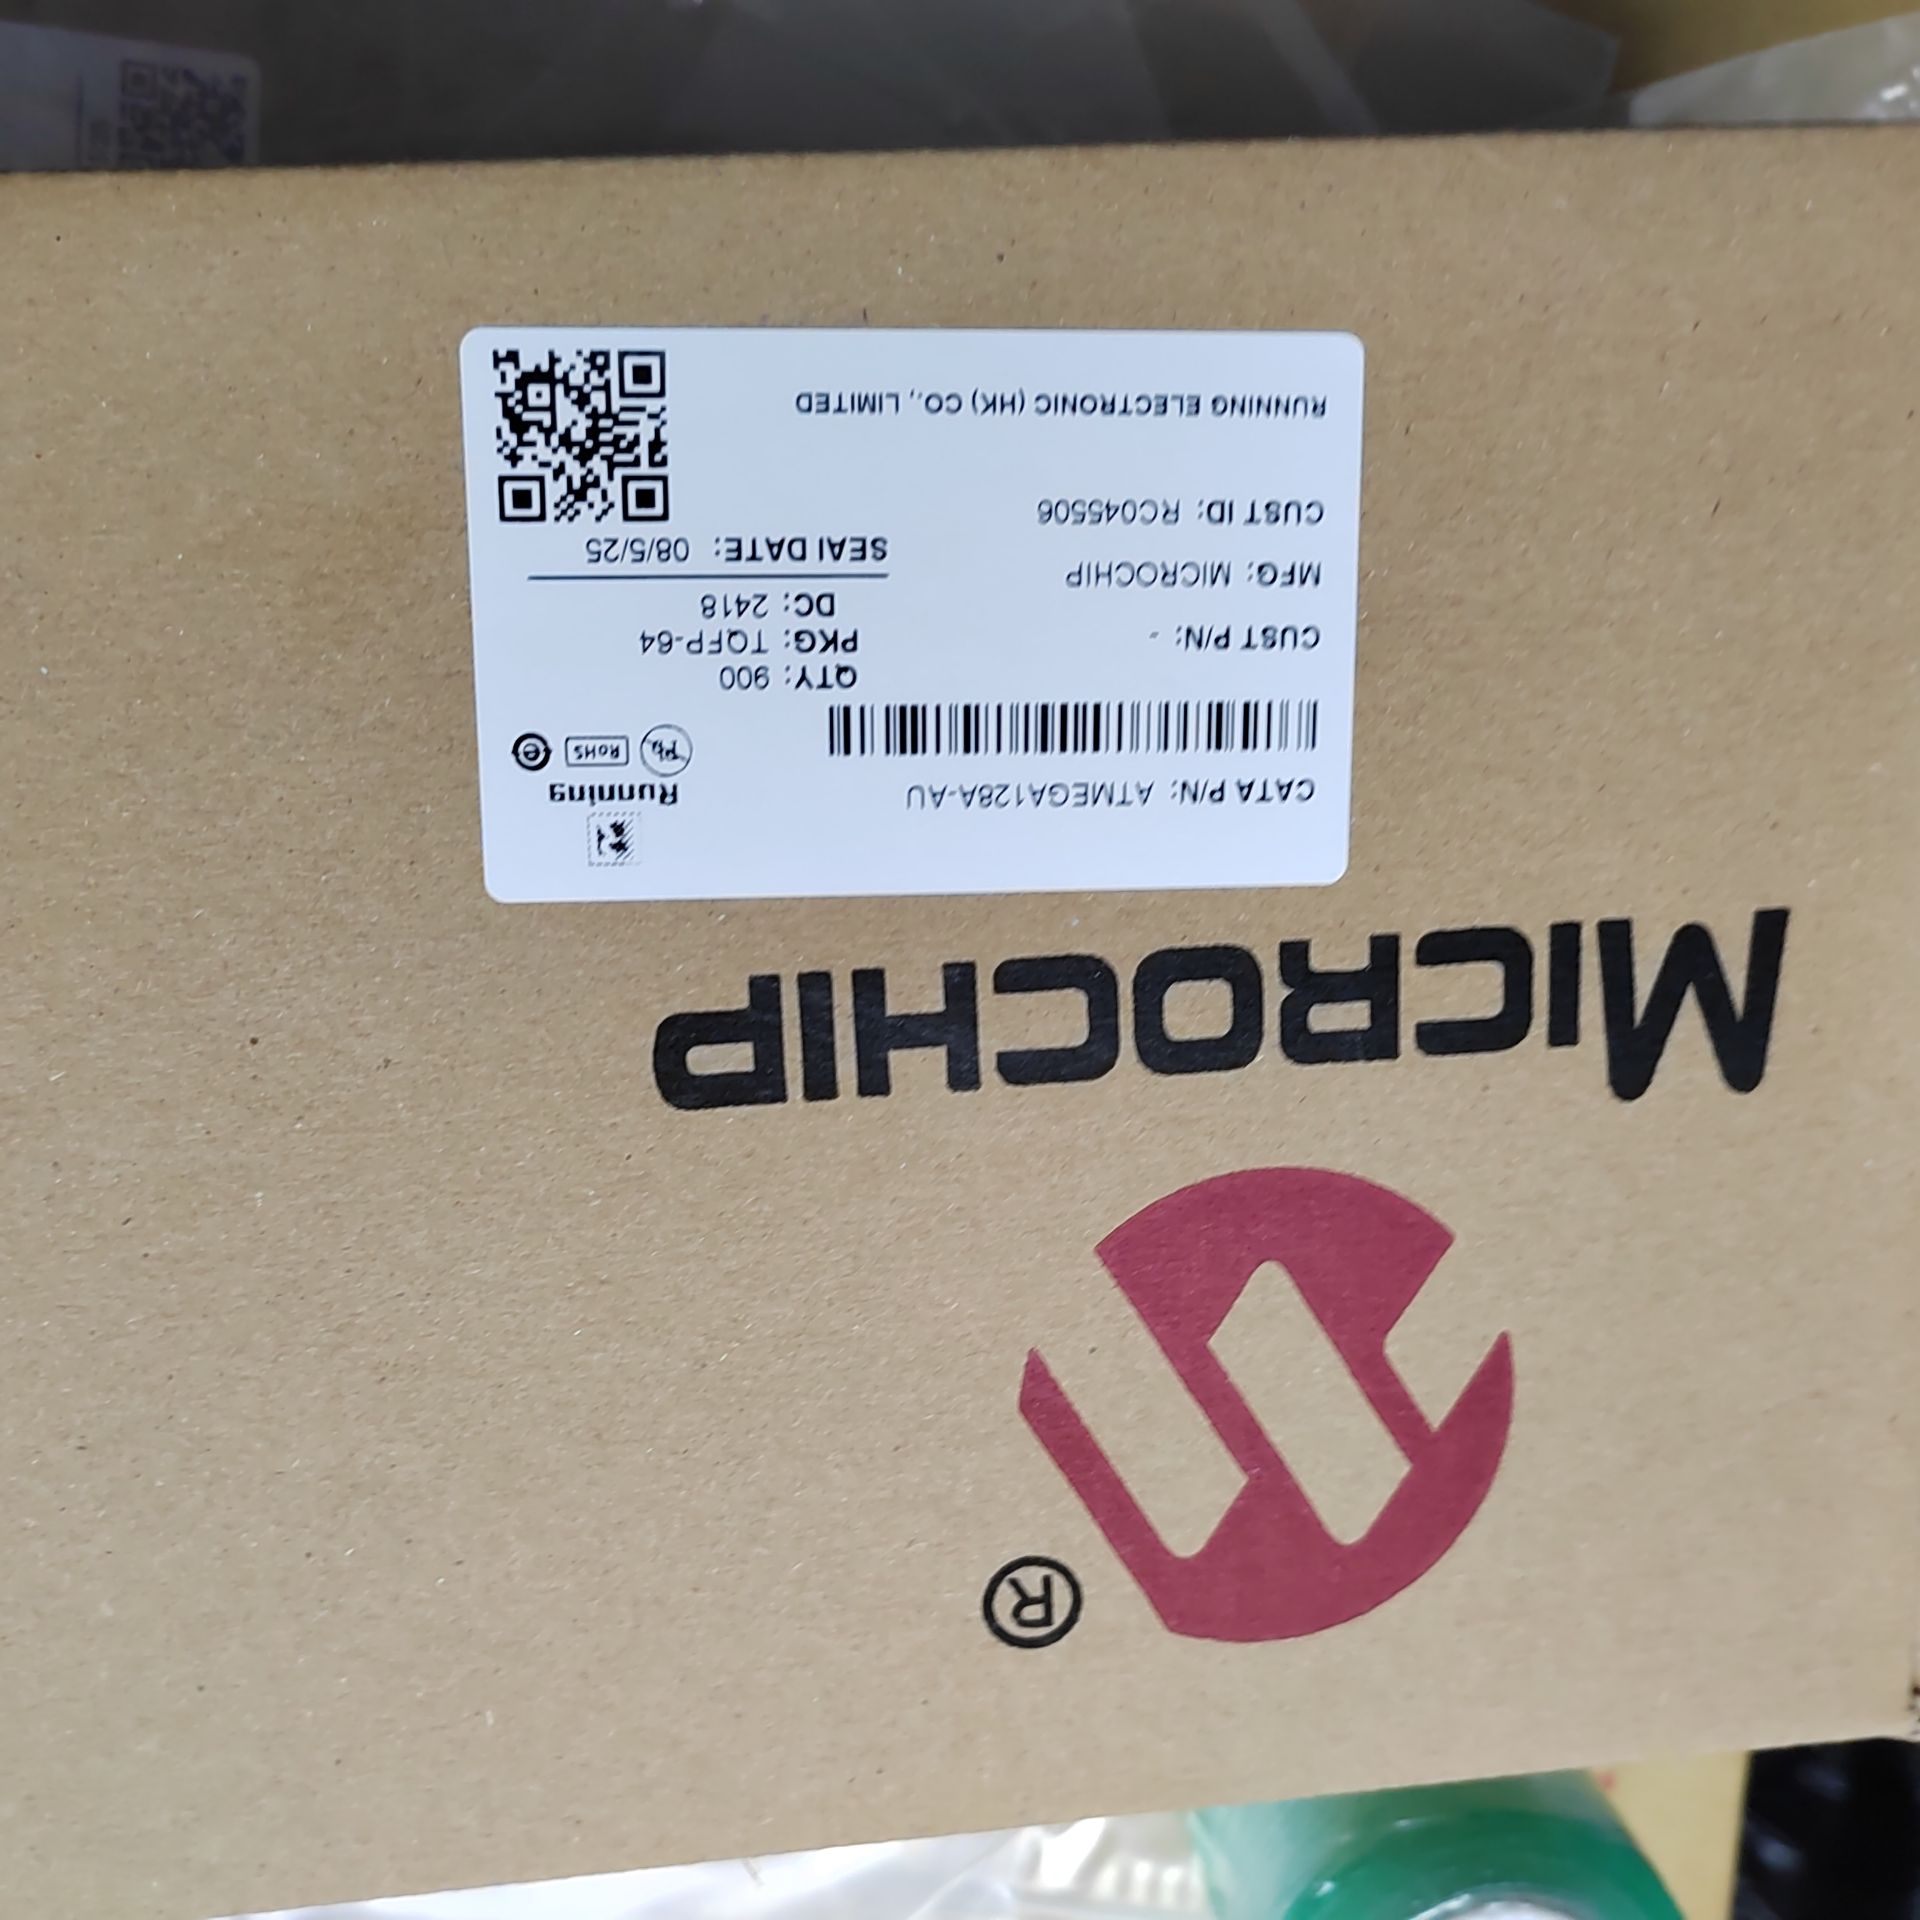 ®
MICROCHIP
Running
Pb
RoHS
e
CATA P/N: ATMEGA128A-AU
QTY: 900
PKG: TQFP-64
DC: 2418
SEAI DATE: 08/5/25
CUST P/N: -
MFG: MICROCHIP
CUST ID: RC045506
RUNNING ELECTRONIC (HK) CO., LIMITED